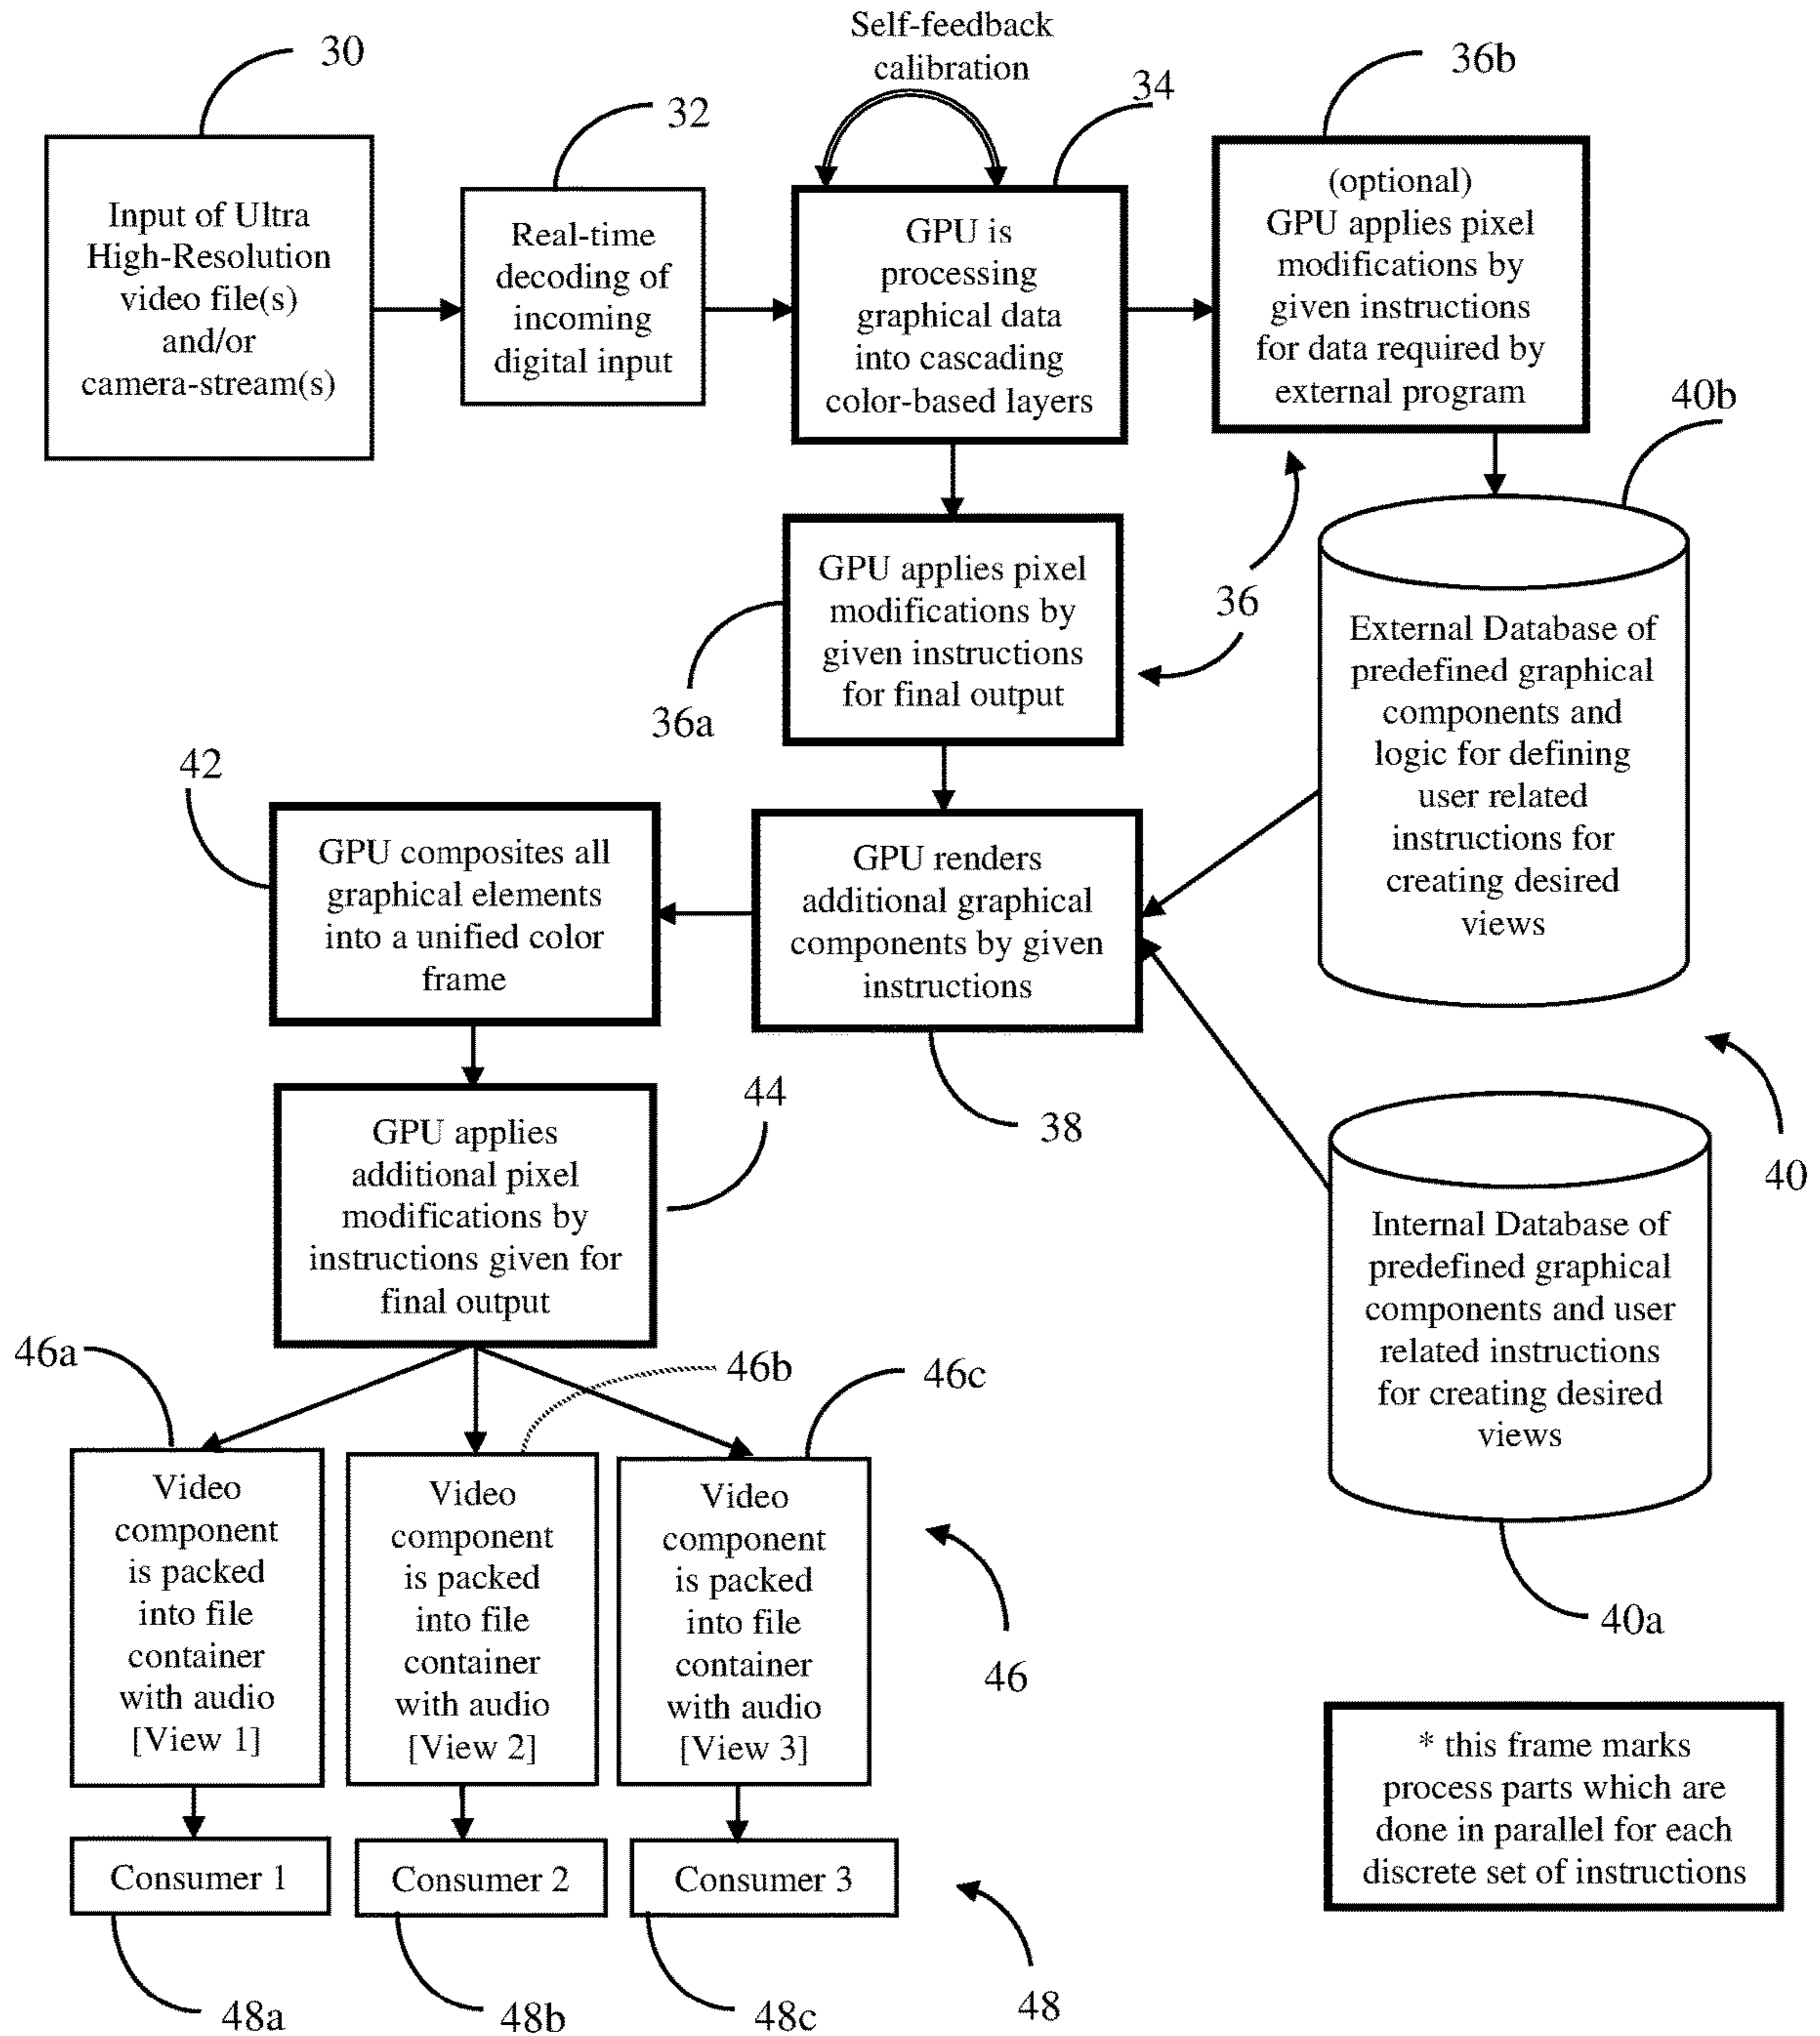 Self-feedback
calibration
30
32
34
36b
Input of Ultra
High-Resolution
video file(s)
and/or
camera-stream(s)
Real-time
decoding of
incoming
digital input
GPU is
processing
graphical data
into cascading
color-based layers
(optional)
GPU applies pixel
modifications by
given instructions
for data required by
external program
40b
GPU applies pixel
modifications by
given instructions
for final output
36
36a
External Database of
predefined graphical
components and
logic for defining
user related
instructions for
creating desired
views
42
GPU composites all
graphical elements
into a unified color
frame
GPU renders
additional graphical
components by given
instructions
38
40
44
GPU applies
additional pixel
modifications by
instructions given for
final output
Internal Database of
predefined graphical
components and user
related instructions
for creating desired
views
40a
46a
46b
46c
Video
component
is packed
into file
container
with audio
[View 1]
Video
component
is packed
into file
container
with audio
[View 2]
Video
component
is packed
into file
container
with audio
[View 3]
46
* this frame marks
process parts which are
done in parallel for each
discrete set of instructions
Consumer 1
Consumer 2
Consumer 3
48a
48b
48c
48